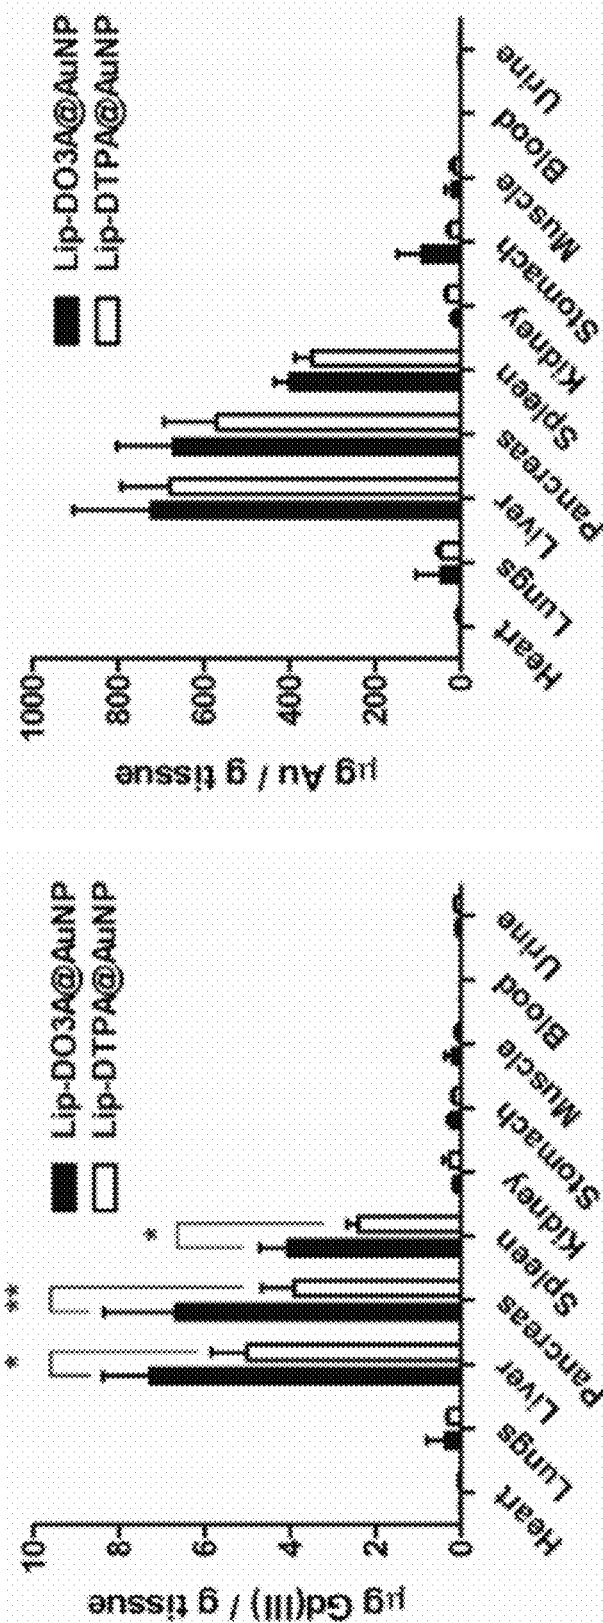 Lip-DO3A@AuNP
Lip-DTPA@AuNP
µg Gd(III) / g tissue
10
8
6
4
2
0
*
**
*
Heart
Lungs
Liver
Pancreas
Spleen
Kidney
Stomach
Muscle
Blood
Urine
Lip-DO3A@AuNP
Lip-DTPA@AuNP
µg Au / g tissue
1000
800
600
400
200
0
Heart
Lungs
Liver
Pancreas
Spleen
Kidney
Stomach
Muscle
Blood
Urine